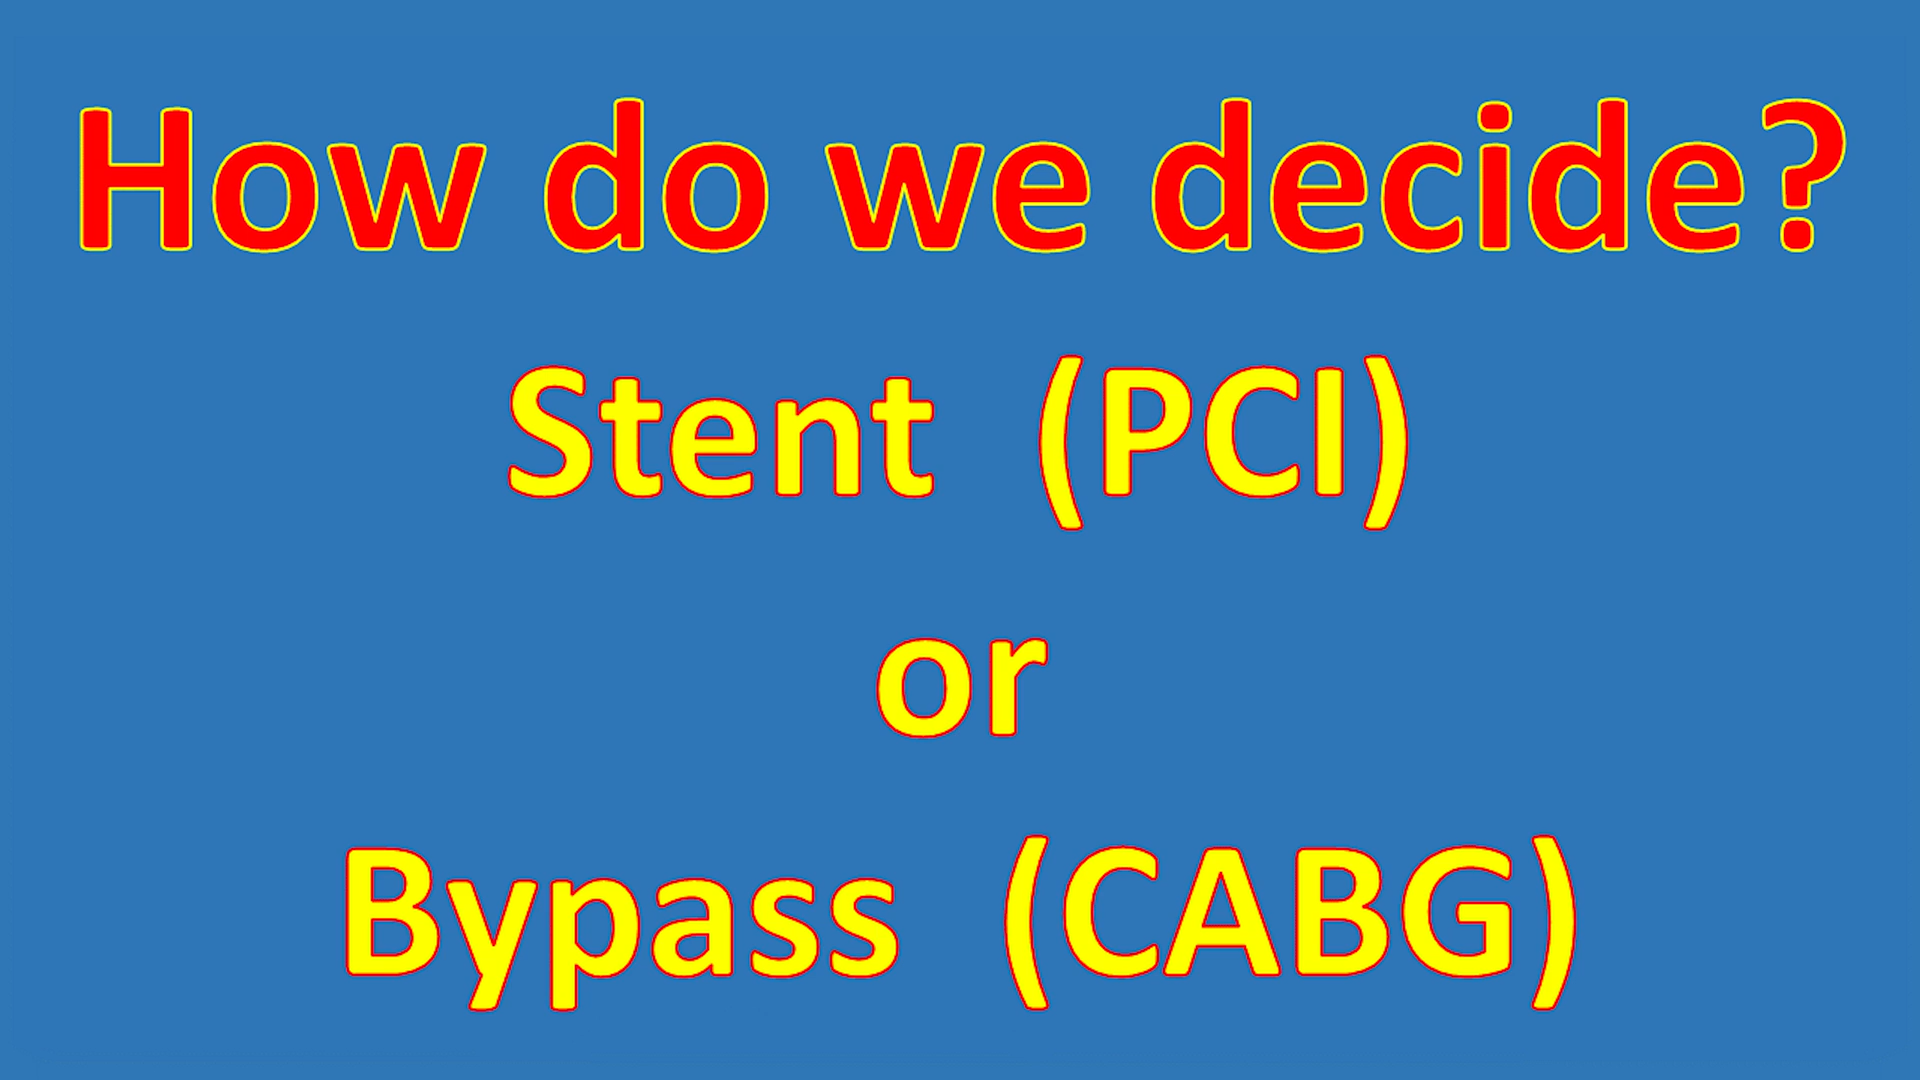 How do we decide?
Stent (PCI)
or
Bypass (CABG)